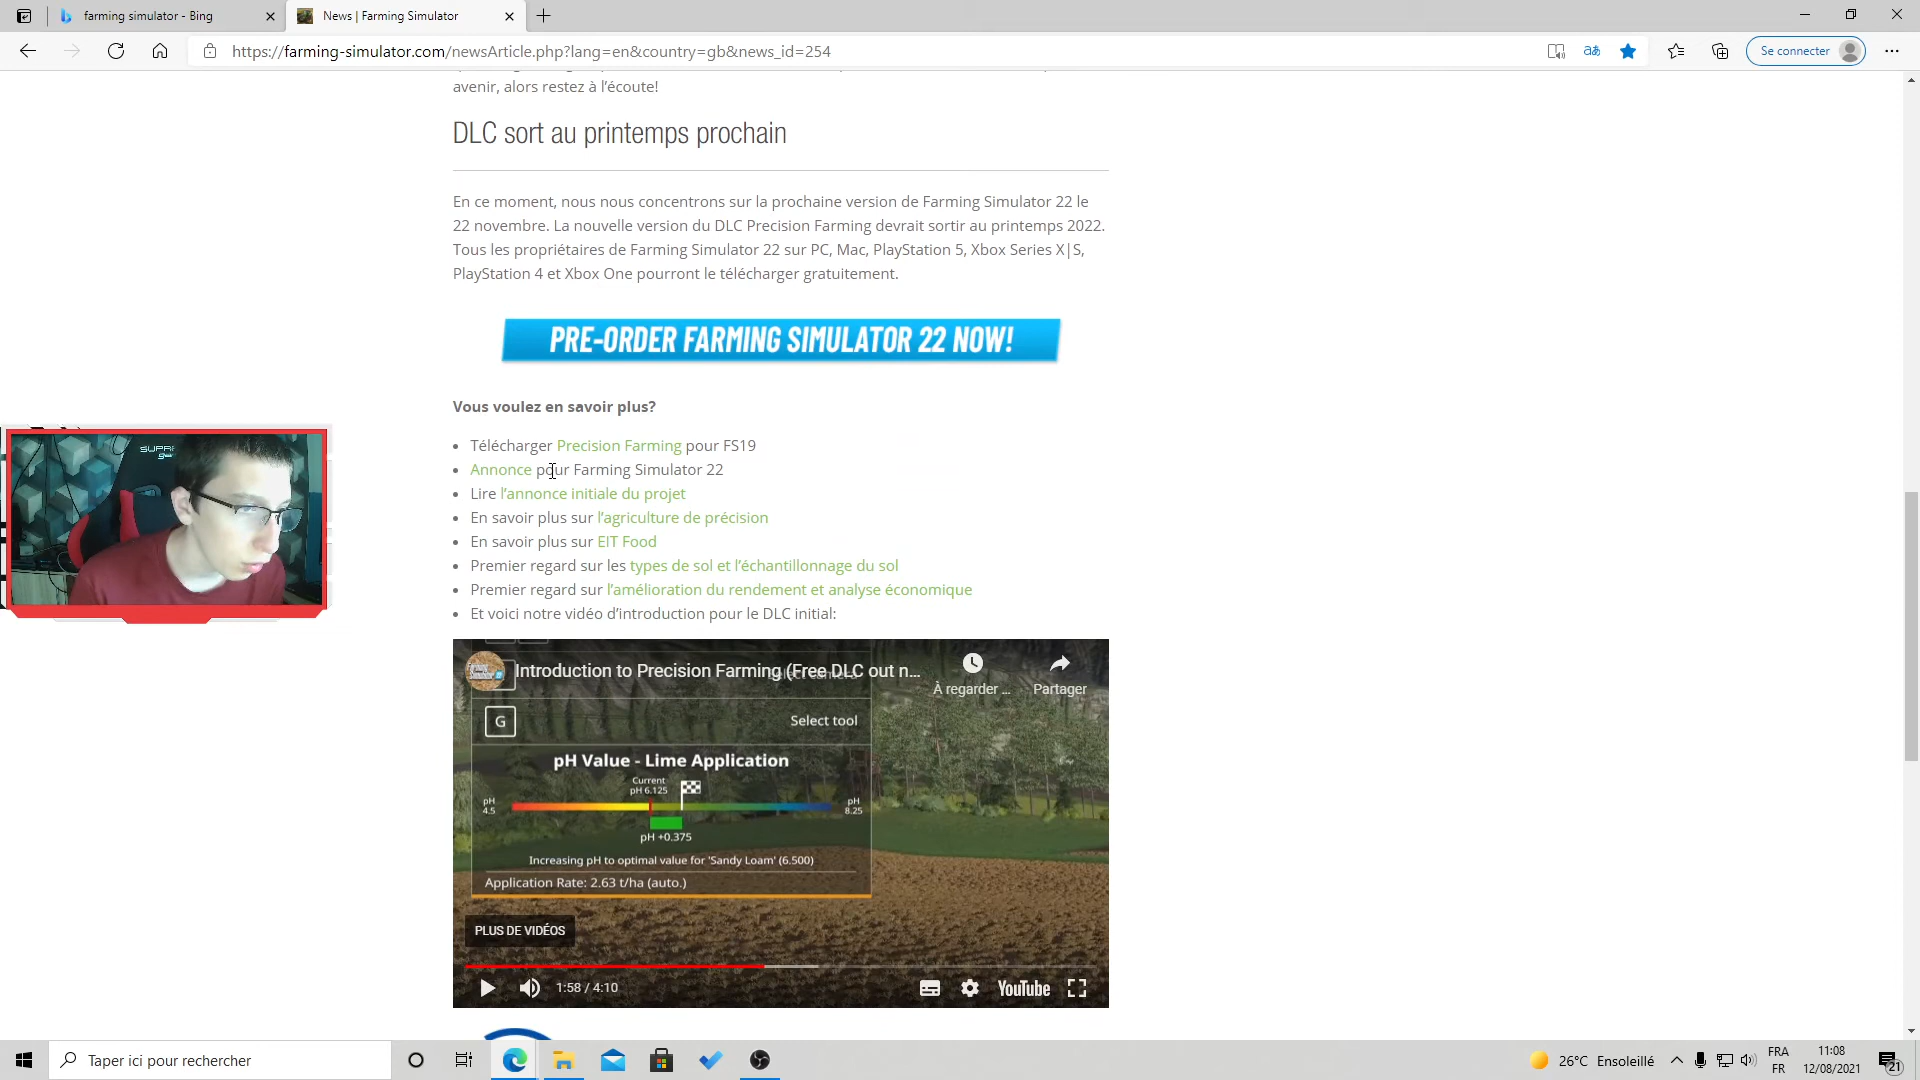 farming simulator - Bing
News | Farming Simulator
https://farming-simulator.com/newsArticle.php?lang=en&country=gb&news_id=254
Se connecter
avenir, alors restez à l’écoute!
DLC sort au printemps prochain
En ce moment, nous nous concentrons sur la prochaine version de Farming Simulator 22 le
22 novembre. La nouvelle version du DLC Precision Farming devrait sortir au printemps 2022.
Tous les propriétaires de Farming Simulator 22 sur PC, Mac, PlayStation 5, Xbox Series X|S,
PlayStation 4 et Xbox One pourront le télécharger gratuitement.
PRE-ORDER FARMING SIMULATOR 22 NOW!
Vous voulez en savoir plus?
Télécharger Precision Farming pour FS19
Annonce pour Farming Simulator 22
Lire l’annonce initiale du projet
En savoir plus sur l’agriculture de précision
En savoir plus sur EIT Food
Premier regard sur les types de sol et l’échantillonnage du sol
Premier regard sur l’amélioration du rendement et analyse économique
Et voici notre vidéo d’introduction pour le DLC initial:
Introduction to Precision Farming (Free DLC out n...
À regarder ...
Partager
G
Select tool
pH Value - Lime Application
Current
pH 6.125
pH
4.5
pH
8.25
pH +0.375
Increasing pH to optimal value for 'Sandy Loam' (6.500)
Application Rate: 2.63 t/ha (auto.)
PLUS DE VIDÉOS
1:58 / 4:10
YouTube
Taper ici pour rechercher
26°C Ensoleillé
FRA
FR
11:08
12/08/2021
21